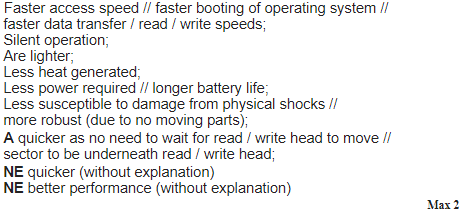 Faster access speed // faster booting of operating system //
faster data transfer / read / write speeds;
Silent operation;
Are lighter;
Less heat generated;
Less power required // longer battery life;
Less susceptible to damage from physical shocks //
more robust (due to no moving parts);
A quicker as no need to wait for read / write head to move //
sector to be underneath read / write head;
NE quicker (without explanation)
NE better performance (without explanation)
Max 2